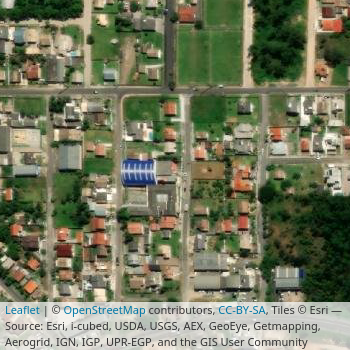 Leaflet | © OpenStreetMap contributors, CC-BY-SA, Tiles © Esri —
Source: Esri, i-cubed, USDA, USGS, AEX, GeoEye, Getmapping,
Aerogrid, IGN, IGP, UPR-EGP, and the GIS User Community